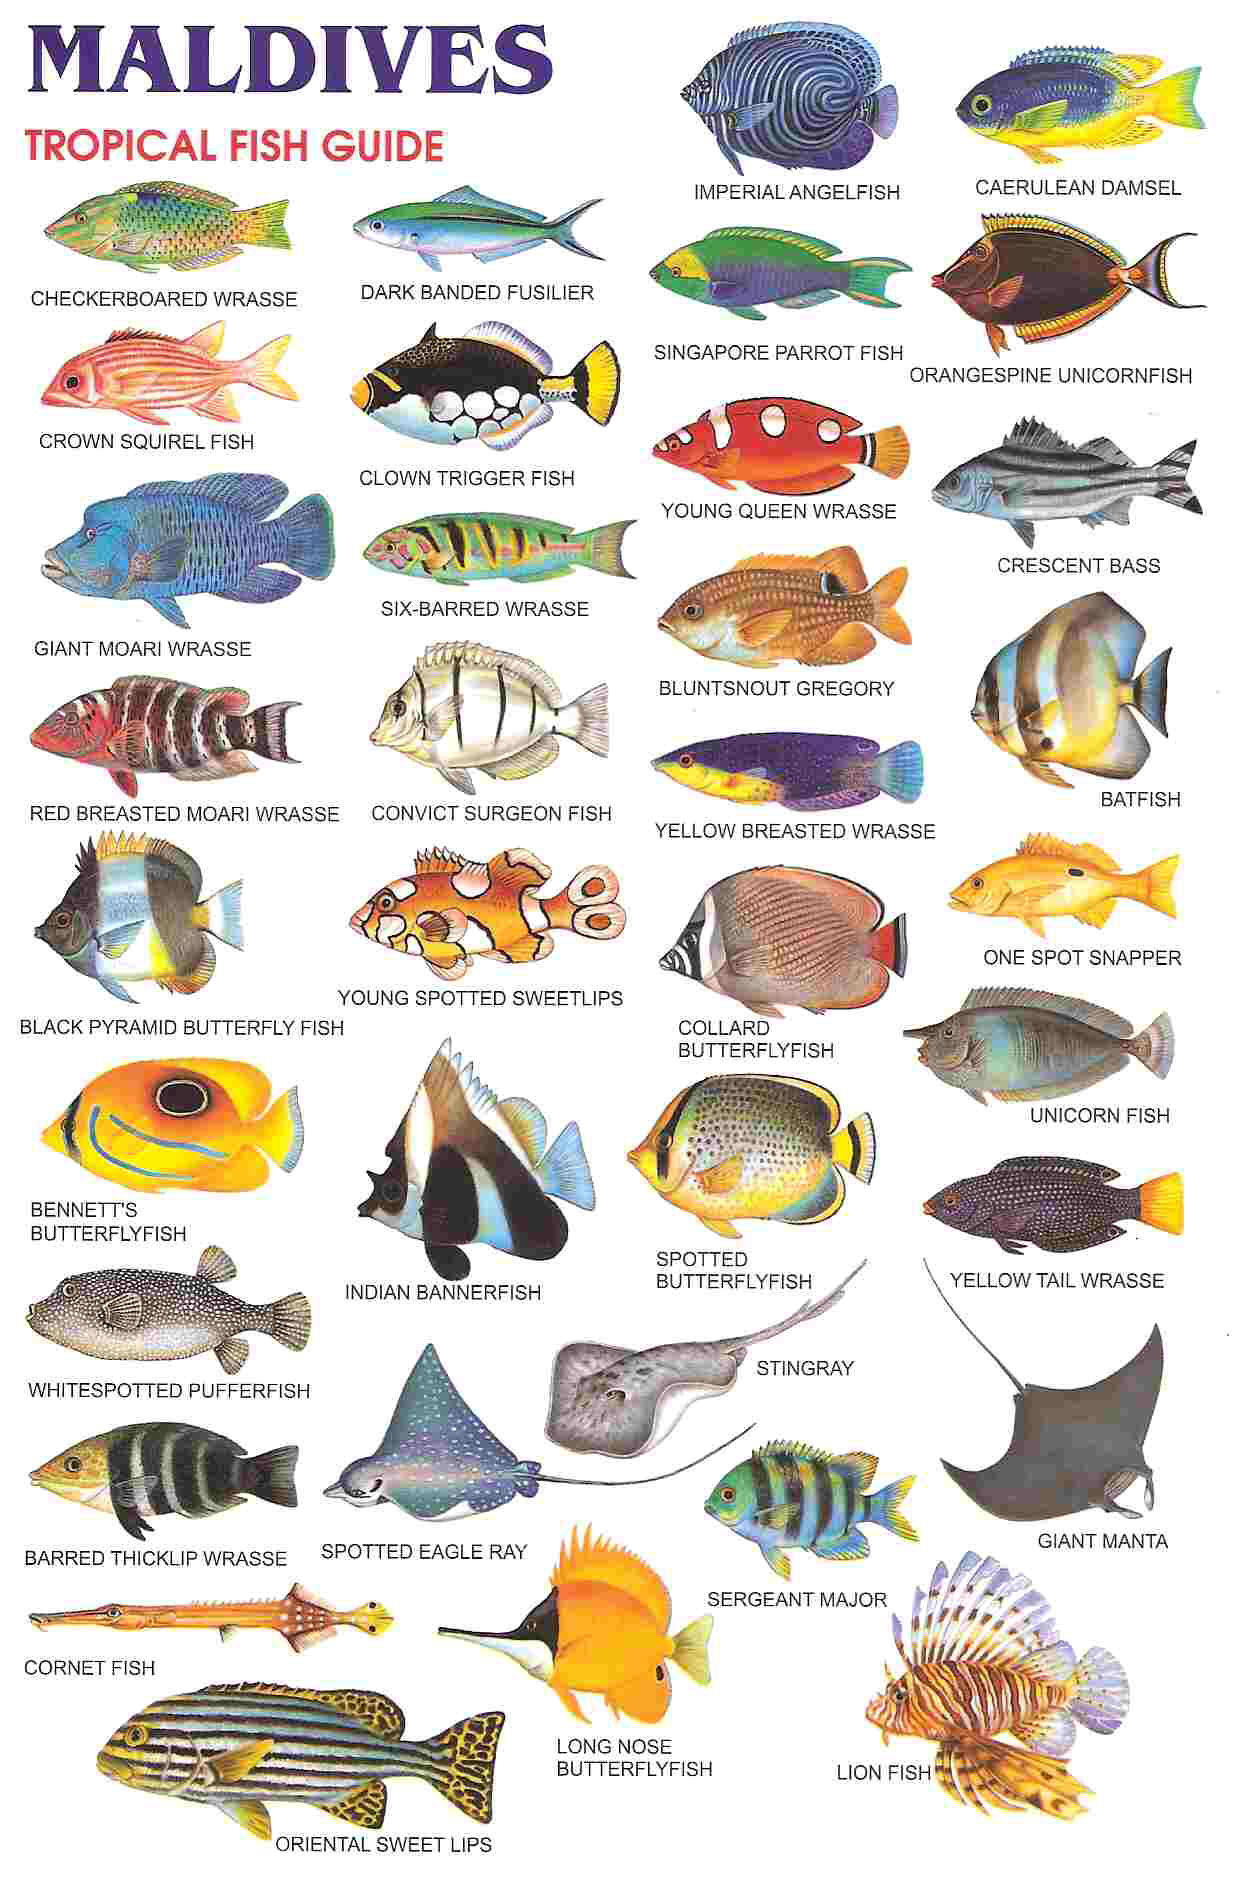 MALDIVES
TROPICAL FISH GUIDE
IMPERIAL ANGELFISH
CAERULEAN DAMSEL
CHECKERBOARED WRASSE
DARK BANDED FUSILIER
SINGAPORE PARROT FISH
ORANGESPINE UNICORNFISH
CROWN SQUIREL FISH
CLOWN TRIGGER FISH
YOUNG QUEEN WRASSE
CRESCENT BASS
GIANT MOARI WRASSE
SIX-BARRED WRASSE
BLUNTSNOUT GREGORY
BATFISH
RED BREASTED MOARI WRASSE
CONVICT SURGEON FISH
YELLOW BREASTED WRASSE
ONE SPOT SNAPPER
BLACK PYRAMID BUTTERFLY FISH
YOUNG SPOTTED SWEETLIPS
COLLARD
BUTTERFLYFISH
UNICORN FISH
BENNETT'S
BUTTERFLYFISH
INDIAN BANNERFISH
SPOTTED
BUTTERFLYFISH
YELLOW TAIL WRASSE
WHITESPOTTED PUFFERFISH
STINGRAY
GIANT MANTA
BARRED THICKLIP WRASSE
SPOTTED EAGLE RAY
SERGEANT MAJOR
CORNET FISH
LONG NOSE
BUTTERFLYFISH
LION FISH
ORIENTAL SWEET LIPS